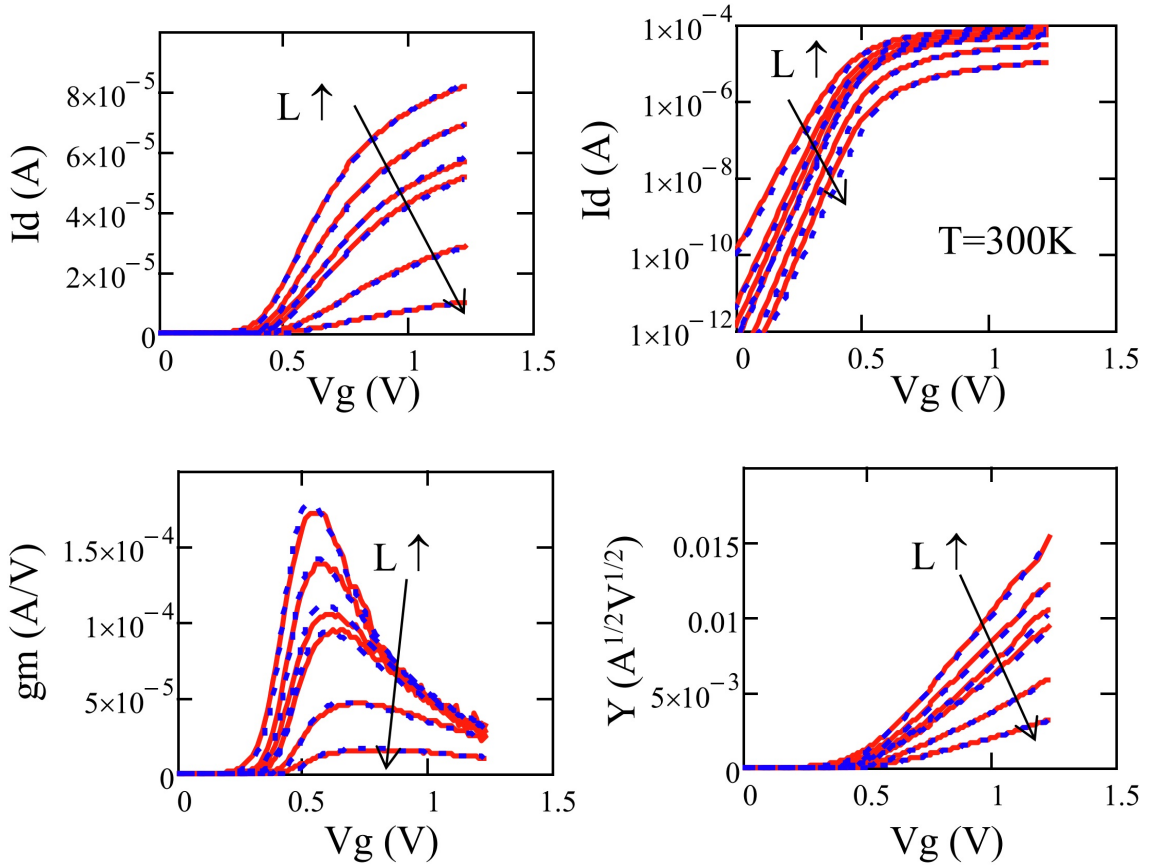 8×10⁻⁵
6×10⁻⁵
4×10⁻⁵
2×10⁻⁵
0
Id (A)
L ↑
0
0.5
1
1.5
Vg (V)
1×10⁻⁴
1×10⁻⁶
1×10⁻⁸
1×10⁻¹⁰
1×10⁻¹²
Id (A)
L ↑
T=300K
0
0.5
1
1.5
Vg (V)
1.5×10⁻⁴
1×10⁻⁴
5×10⁻⁵
0
gm (A/V)
L ↑
0
0.5
1
1.5
Vg (V)
0.015
0.01
5×10⁻³
0
Y (A^{1/2}V^{1/2})
L ↑
0
0.5
1
1.5
Vg (V)